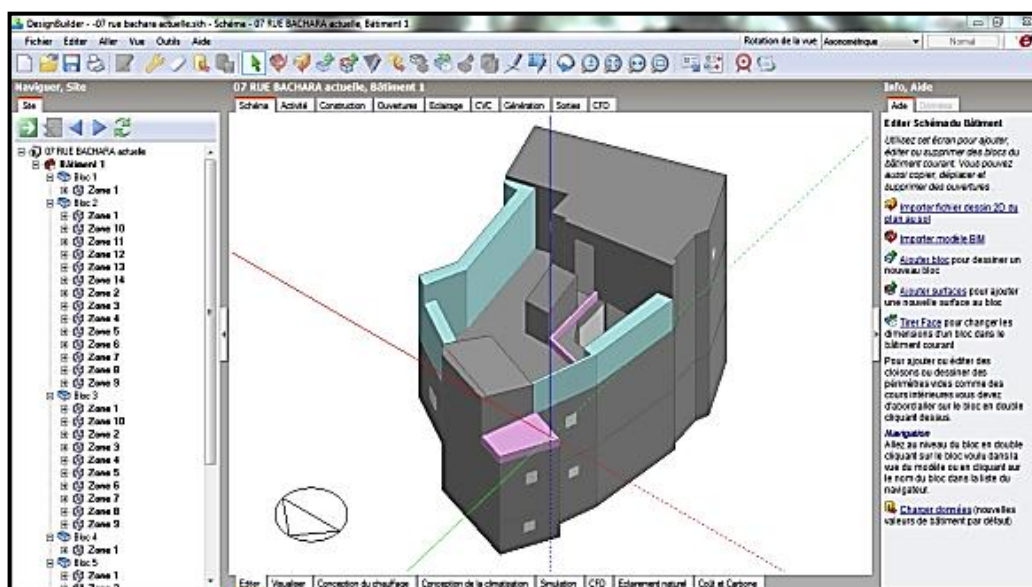 DesignBuilder - -07 rue bachara actuelle.skh - Schéma - 07 RUE BACHARA actuelle, Bâtiment 1
Fichier Editer Aller Vue Outils Aide
Rotation de la vue Axonométrique Normal
Naviguer, Site
Site
07 RUE BACHARA actuelle
Bâtiment 1
Bloc 1
Zone 1
Bloc 2
Zone 1
Zone 10
Zone 11
Zone 12
Zone 13
Zone 14
Zone 2
Zone 3
Zone 4
Zone 5
Zone 6
Zone 7
Zone 8
Zone 9
Bloc 3
Zone 1
Zone 10
Zone 2
Zone 3
Zone 4
Zone 5
Zone 6
Zone 7
Zone 8
Zone 9
Bloc 4
Zone 1
Bloc 5
Zone 1
07 RUE BACHARA actuelle, Bâtiment 1
Schéma Activité Construction Ouvertures Eclairage CVC Génération Sorties CFD
Editer Visualiser Conception du chauffage Conception de la climatisation Simulation CFD Eclairement naturel Coût et Carbone
Info, Aide
Aide Données
Editer Schémadu Bâtiment
Utilisez cet écran pour ajouter,
éditer ou supprimer des blocs du
bâtiment courant. Vous pouvez
aussi copier, déplacer et
supprimer des ouvertures.
Importer fichier dessin 2D du
plan au sol
Importer modèle BIM
Ajouter bloc pour dessiner un
nouveau bloc
Ajouter surfaces pour ajouter
une nouvelle surface au bloc
Tirer Face pour changer les
dimensions d'un bloc dans le
bâtiment courant
Pour ajouter ou éditer des
cloisons ou dessiner des
périmètres vides comme des
cours intérieures vous devez
d'abord aller sur le bloc en double
cliquant dessus.
Navigation
Allez au niveau du bloc en double
cliquant sur le bloc voulu dans la
vue du modèle ou en cliquant sur
le nom du bloc dans la liste du
navigateur.
Charger données (nouvelles
valeurs de bâtiment par défaut)